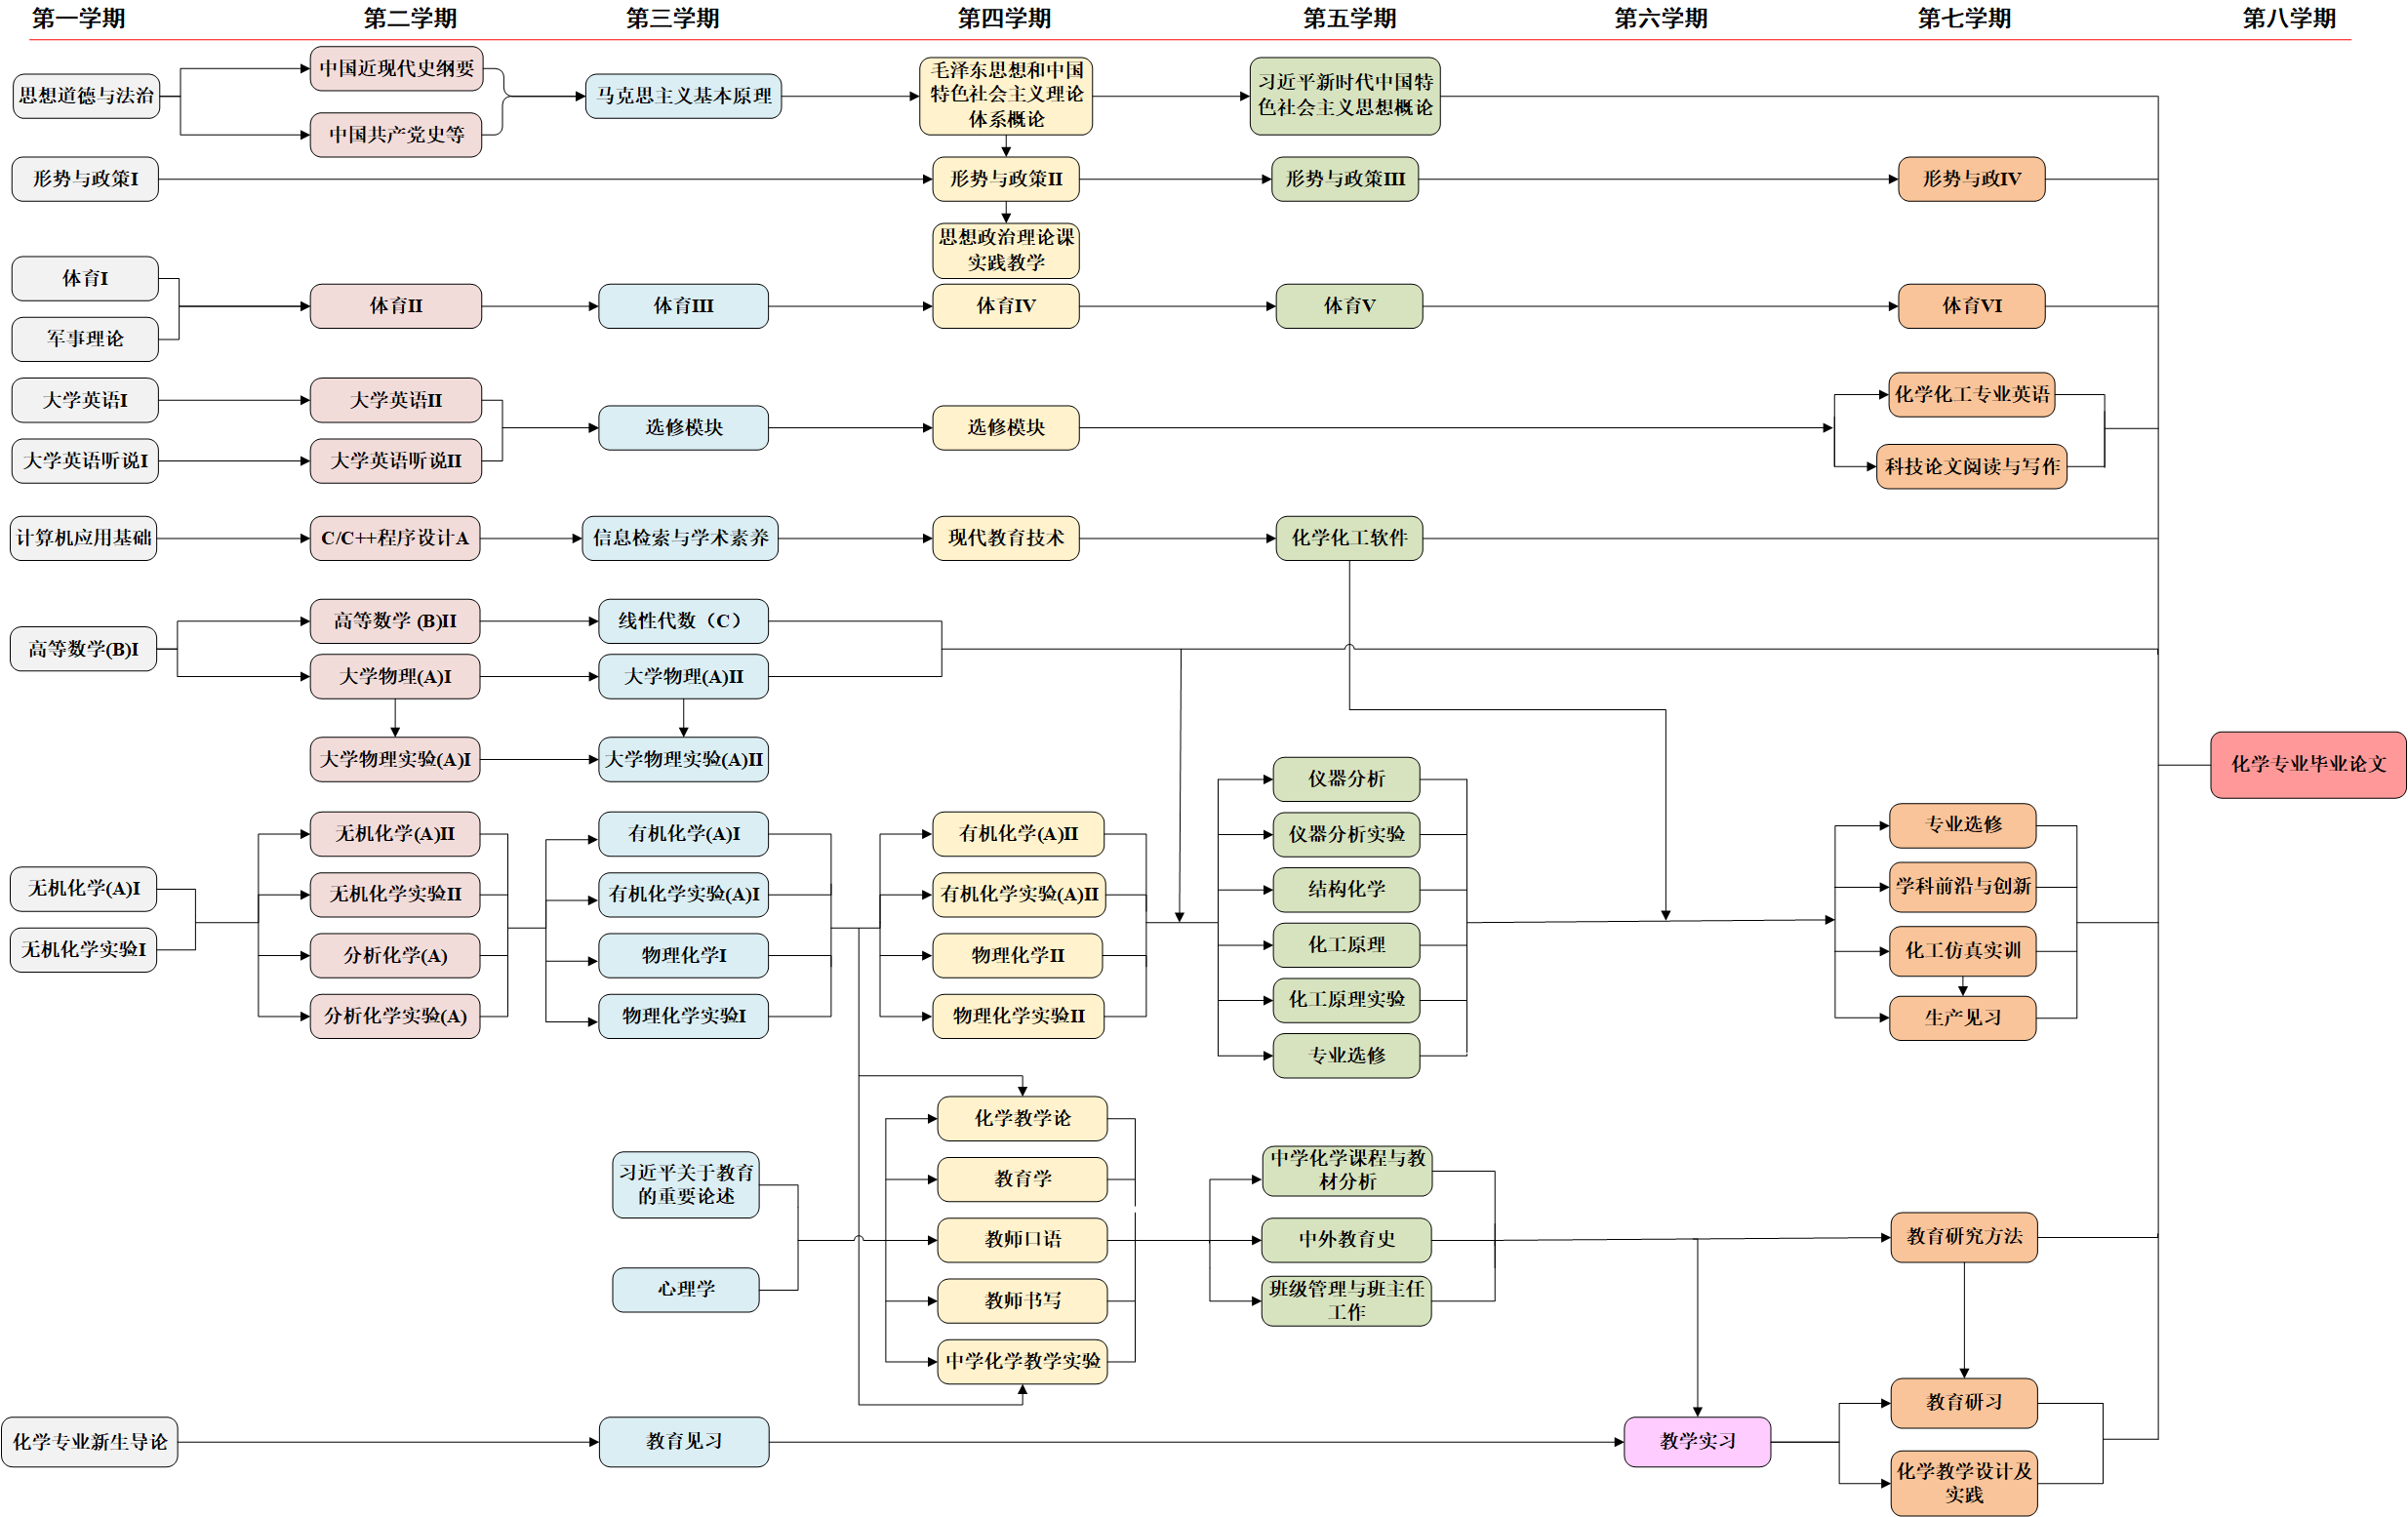 第一学期
第二学期
第三学期
第四学期
第五学期
第六学期
第七学期
第八学期
思想道德与法治
中国近现代史纲要
中国共产党史等
马克思主义基本原理
毛泽东思想和中国
特色社会主义理论
体系概论
习近平新时代中国特
色社会主义思想概论
形势与政策I
形势与政策II
形势与政策III
形势与政IV
思想政治理论课
实践教学
体育I
军事理论
体育II
体育III
体育IV
体育V
体育VI
大学英语I
大学英语听说I
大学英语II
大学英语听说II
选修模块
选修模块
化学化工专业英语
科技论文阅读与写作
计算机应用基础
C/C++程序设计A
信息检索与学术素养
现代教育技术
化学化工软件
高等数学(B)I
高等数学 (B)II
大学物理(A)I
线性代数（C）
大学物理(A)II
大学物理实验(A)I
大学物理实验(A)II
化学专业毕业论文
无机化学(A)I
无机化学实验I
无机化学(A)II
无机化学实验II
分析化学(A)
分析化学实验(A)
有机化学(A)I
有机化学实验(A)I
物理化学I
物理化学实验I
有机化学(A)II
有机化学实验(A)II
物理化学II
物理化学实验II
仪器分析
仪器分析实验
结构化学
化工原理
化工原理实验
专业选修
专业选修
学科前沿与创新
化工仿真实训
生产见习
习近平关于教育
的重要论述
心理学
化学教学论
教育学
教师口语
教师书写
中学化学教学实验
中学化学课程与教
材分析
中外教育史
班级管理与班主任
工作
教育研究方法
化学专业新生导论
教育见习
教学实习
教育研习
化学教学设计及
实践